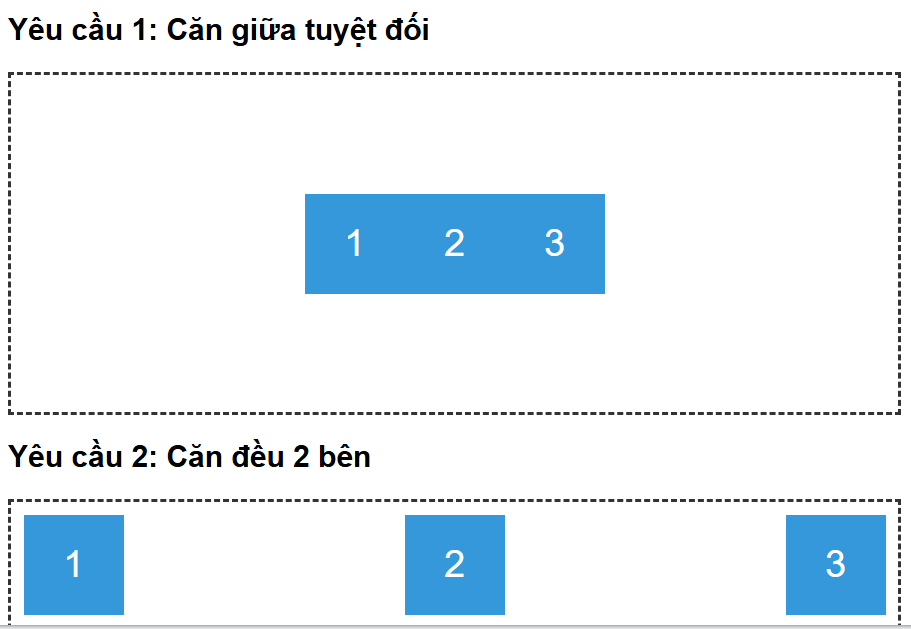 Yêu cầu 1: Căn giữa tuyệt đối
1 2 3
Yêu cầu 2: Căn đều 2 bên
1 2 3